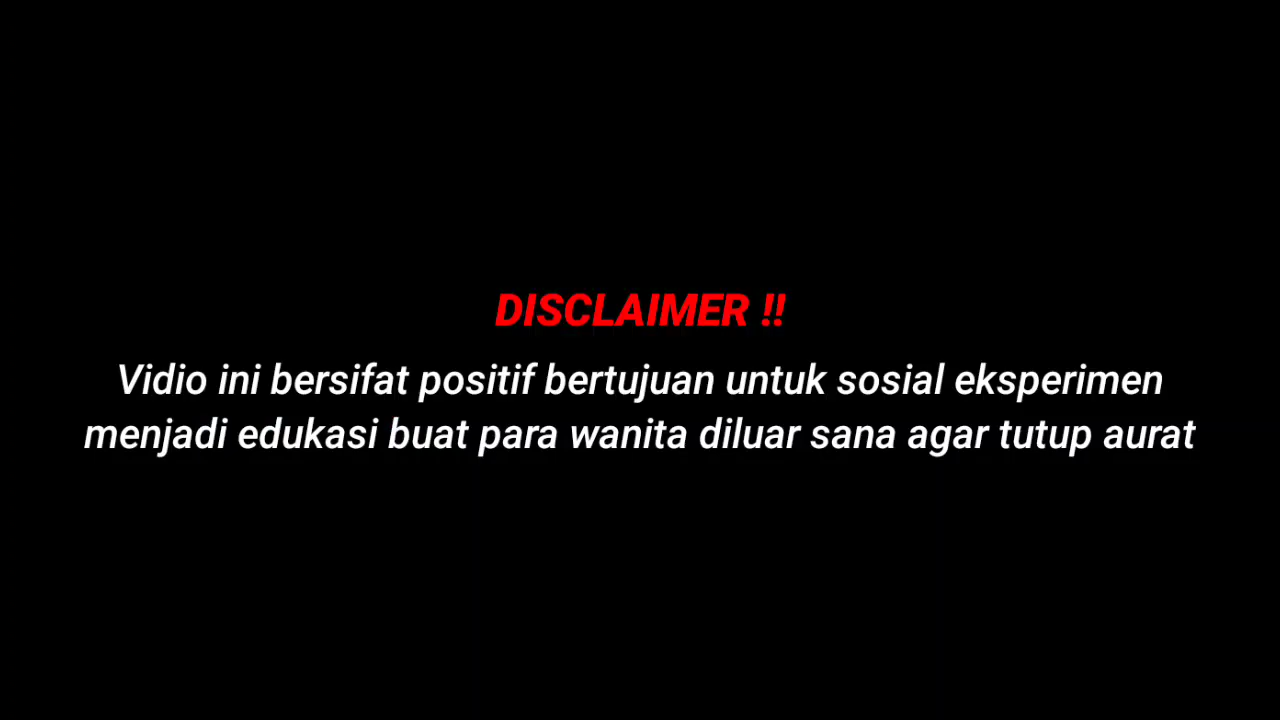 DISCLAIMER !!
Vidio ini bersifat positif bertujuan untuk sosial eksperimen
menjadi edukasi buat para wanita diluar sana agar tutup aurat